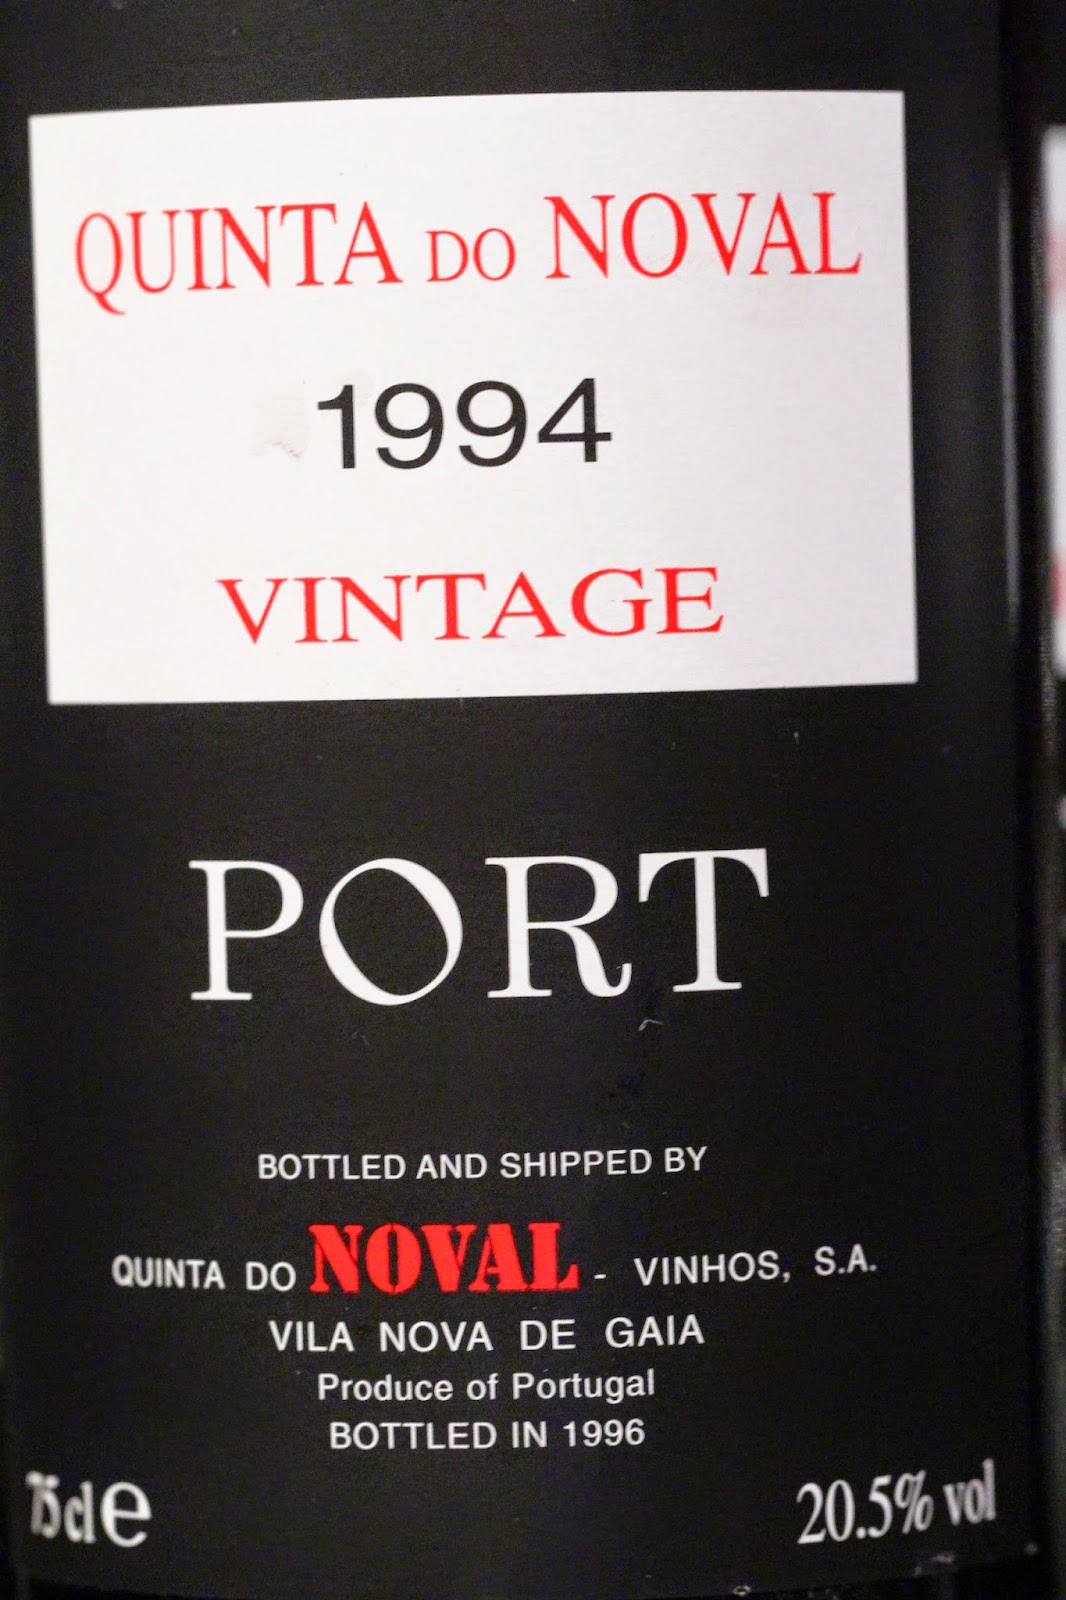 QUINTA DO NOVAL
1994
VINTAGE
PORT
BOTTLED AND SHIPPED BY
QUINTA DO NOVAL - VINHOS, S.A.
VILA NOVA DE GAIA
Produce of Portugal
BOTTLED IN 1996
75cl e 20.5% vol